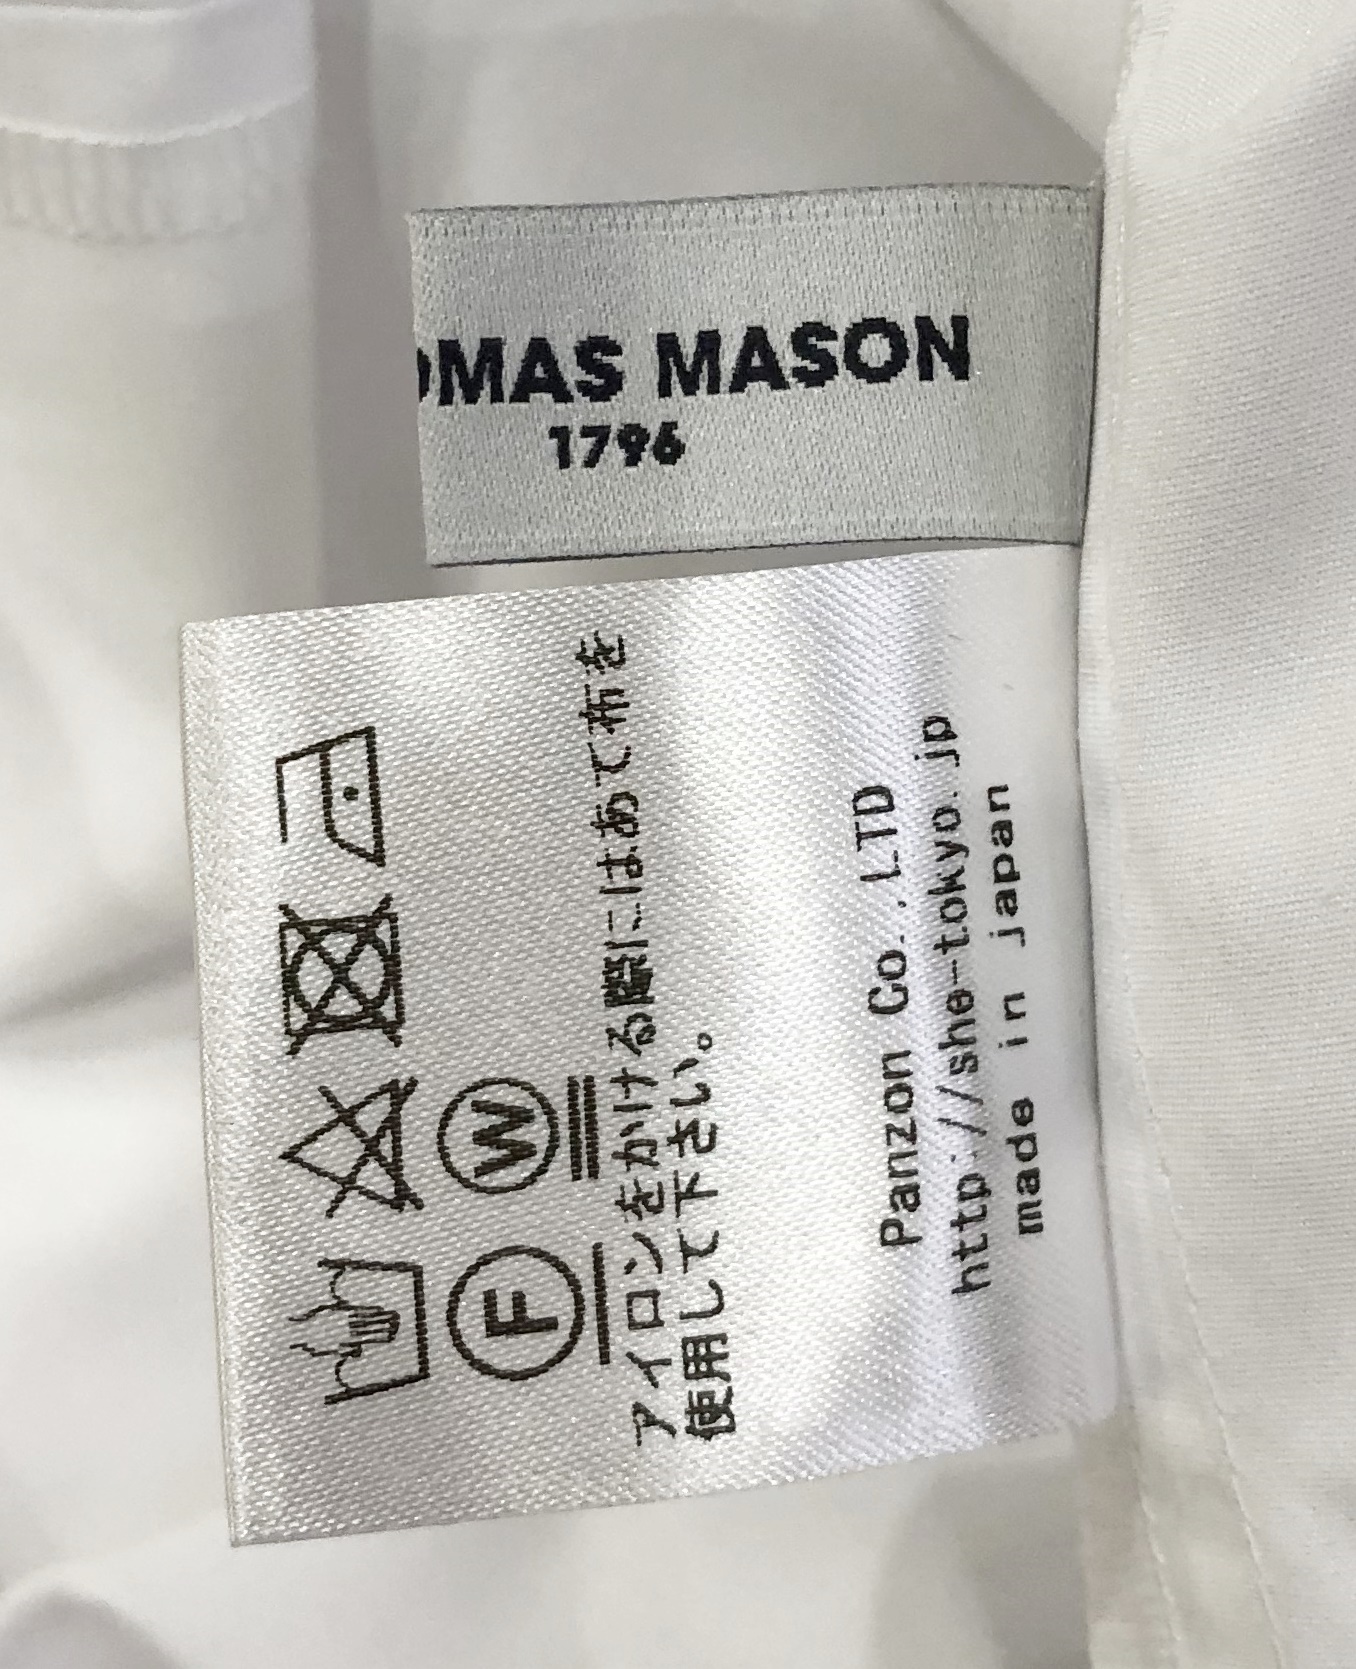 OMAS MASON
1796
F W
アイロンをかける際にはあて布を
使用して下さい。
Panzon Co.,LTD
http://she-tokyo.jp
made in japan